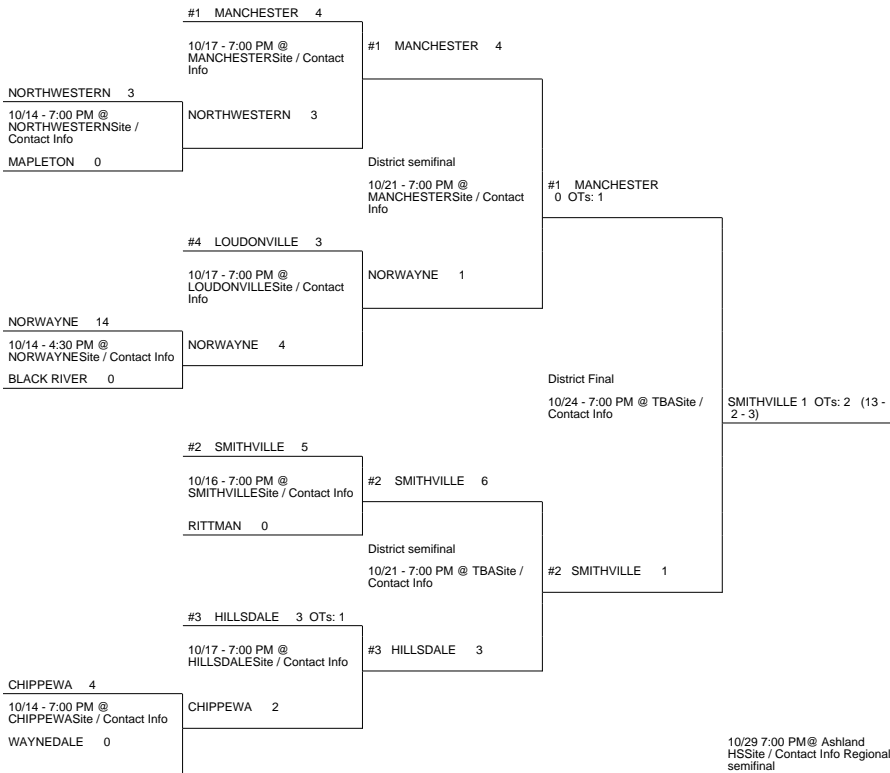 #1 MANCHESTER 4
10/17 - 7:00 PM @
MANCHESTERSite / Contact
Info
#1 MANCHESTER 4
NORTHWESTERN 3
10/14 - 7:00 PM @
NORTHWESTERNSite /
Contact Info
MAPLETON 0
NORTHWESTERN 3
District semifinal
10/21 - 7:00 PM @
MANCHESTERSite / Contact
Info
#1 MANCHESTER
0 OTs: 1
#4 LOUDONVILLE 3
10/17 - 7:00 PM @
LOUDONVILLESite / Contact
Info
NORWAYNE 1
NORWAYNE 14
10/14 - 4:30 PM @
NORWAYNESite / Contact Info
BLACK RIVER 0
NORWAYNE 4
District Final
10/24 - 7:00 PM @ TBASite /
Contact Info
SMITHVILLE 1 OTs: 2 (13 -
2 - 3)
#2 SMITHVILLE 5
10/16 - 7:00 PM @
SMITHVILLESite / Contact Info
RITTMAN 0
#2 SMITHVILLE 6
District semifinal
10/21 - 7:00 PM @ TBASite /
Contact Info
#2 SMITHVILLE 1
#3 HILLSDALE 3 OTs: 1
10/17 - 7:00 PM @
HILLSDALESite / Contact Info
#3 HILLSDALE 3
CHIPPEWA 4
10/14 - 7:00 PM @
CHIPPEWASite / Contact Info
WAYNEDALE 0
CHIPPEWA 2
10/29 7:00 PM@ Ashland
HSSite / Contact Info Regional
semifinal